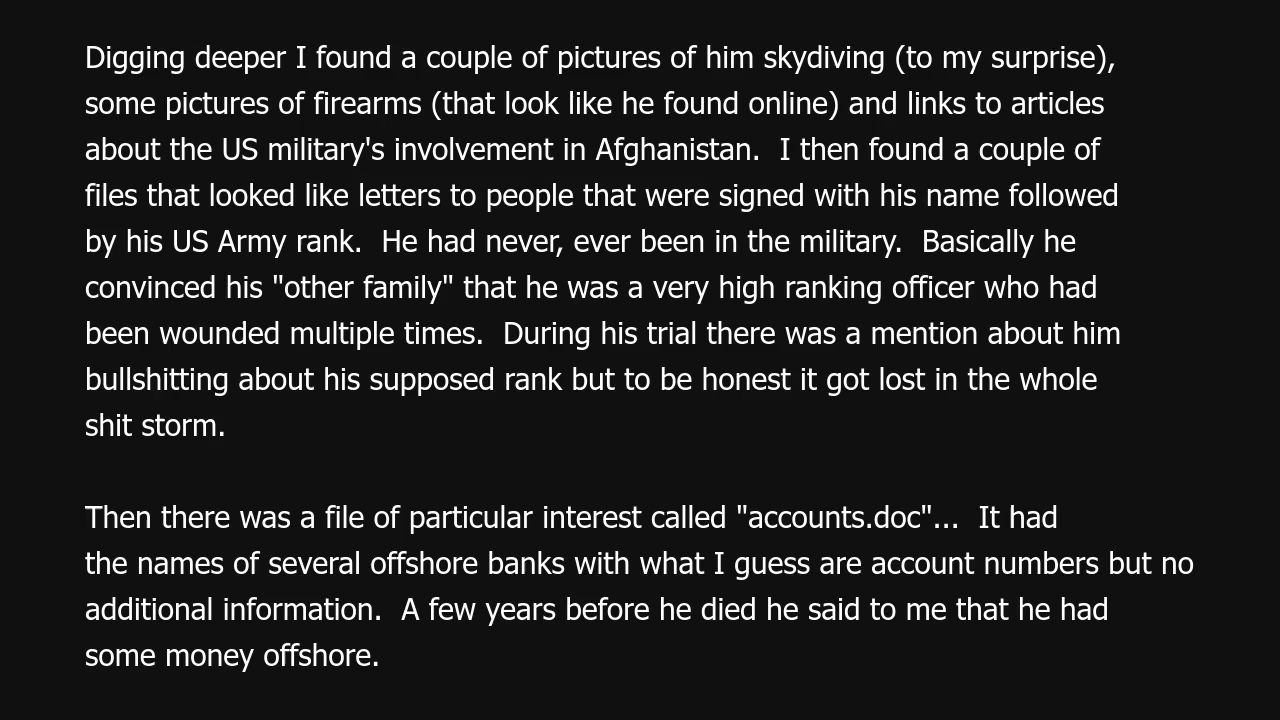 Digging deeper I found a couple of pictures of him skydiving (to my surprise),
some pictures of firearms (that look like he found online) and links to articles
about the US military's involvement in Afghanistan.  I then found a couple of
files that looked like letters to people that were signed with his name followed
by his US Army rank.  He had never, ever been in the military.  Basically he
convinced his "other family" that he was a very high ranking officer who had
been wounded multiple times.  During his trial there was a mention about him
bullshitting about his supposed rank but to be honest it got lost in the whole
shit storm.

Then there was a file of particular interest called "accounts.doc"...  It had
the names of several offshore banks with what I guess are account numbers but no
additional information.  A few years before he died he said to me that he had
some money offshore.